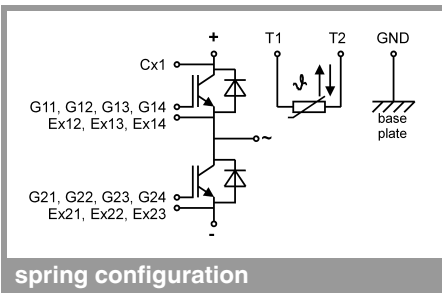 +
T1 T2 GND
Cx1
G11, G12, G13, G14
Ex12, Ex13, Ex14
base
plate
~
G21, G22, G23, G24
Ex21, Ex22, Ex23
-
ϑ
spring configuration